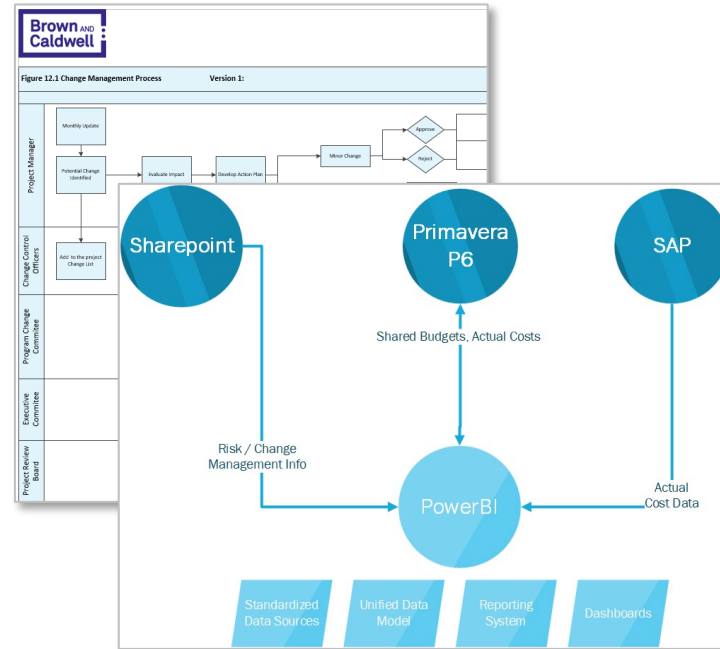 Brown AND
Caldwell
Figure 12.1 Change Management Process Version 1:
Project Manager
Monthly Update
Potential Change
Identified
Evaluate Impact
Develop Action Plan
Minor Change
Approve
Reject
Change Control
Officers
Add to the project
Change List
Program Change
Commitee
Executive
Commitee
Project Review
Board
Sharepoint
Primavera
P6
SAP
Shared Budgets, Actual Costs
Risk / Change
Management Info
PowerBI
Actual
Cost Data
Standardized
Data Sources
Unified Data
Model
Reporting
System
Dashboards